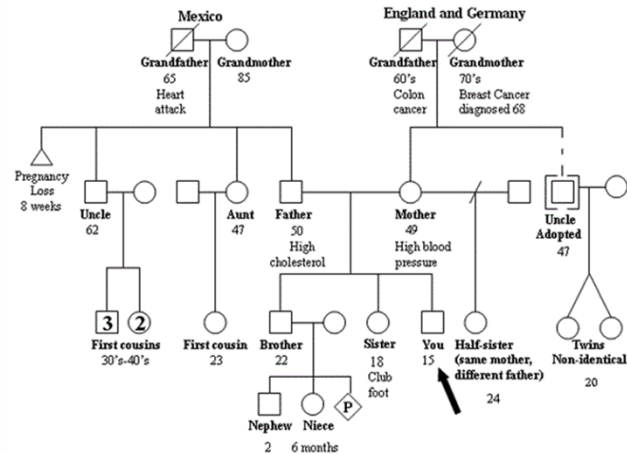 Mexico
England and Germany
Grandfather
65
Heart
attack
Grandmother
85
Grandfather
60's
Colon
cancer
Grandmother
70's
Breast Cancer
diagnosed 68
Pregnancy
Loss
8 weeks
Uncle
62
Aunt
47
Father
50
High
cholesterol
Mother
49
High blood
pressure
Uncle
Adopted
47
3
2
First cousins
30's-40's
First cousin
23
Brother
22
Sister
18
Club
foot
You
15
Half-sister
(same mother,
different father)
24
Twins
Non-identical
20
Nephew
2
Niece
6 months
P